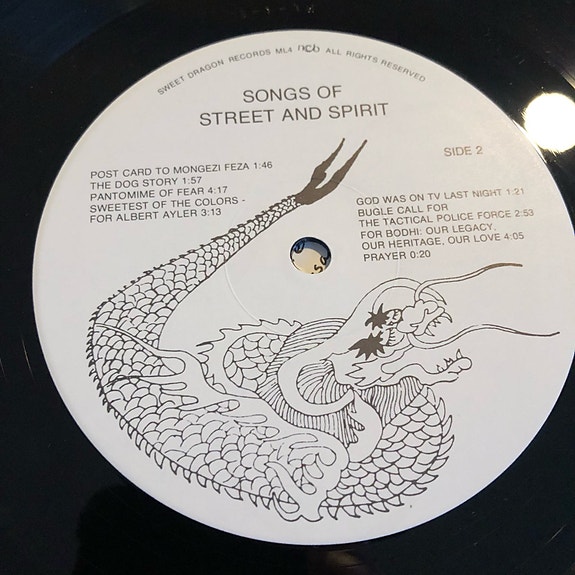 SWEET DRAGON RECORDS ML4 ncb ALL RIGHTS RESERVED
SONGS OF
STREET AND SPIRIT
SIDE 2
POST CARD TO MONGEZI FEZA 1:46
THE DOG STORY 1:57
PANTOMIME OF FEAR 4:17
SWEETEST OF THE COLORS -
FOR ALBERT AYLER 3:13
GOD WAS ON TV LAST NIGHT 1:21
BUGLE CALL FOR
THE TACTICAL POLICE FORCE 2:53
FOR BODHI: OUR LEGACY,
OUR HERITAGE, OUR LOVE 4:05
PRAYER 0:20